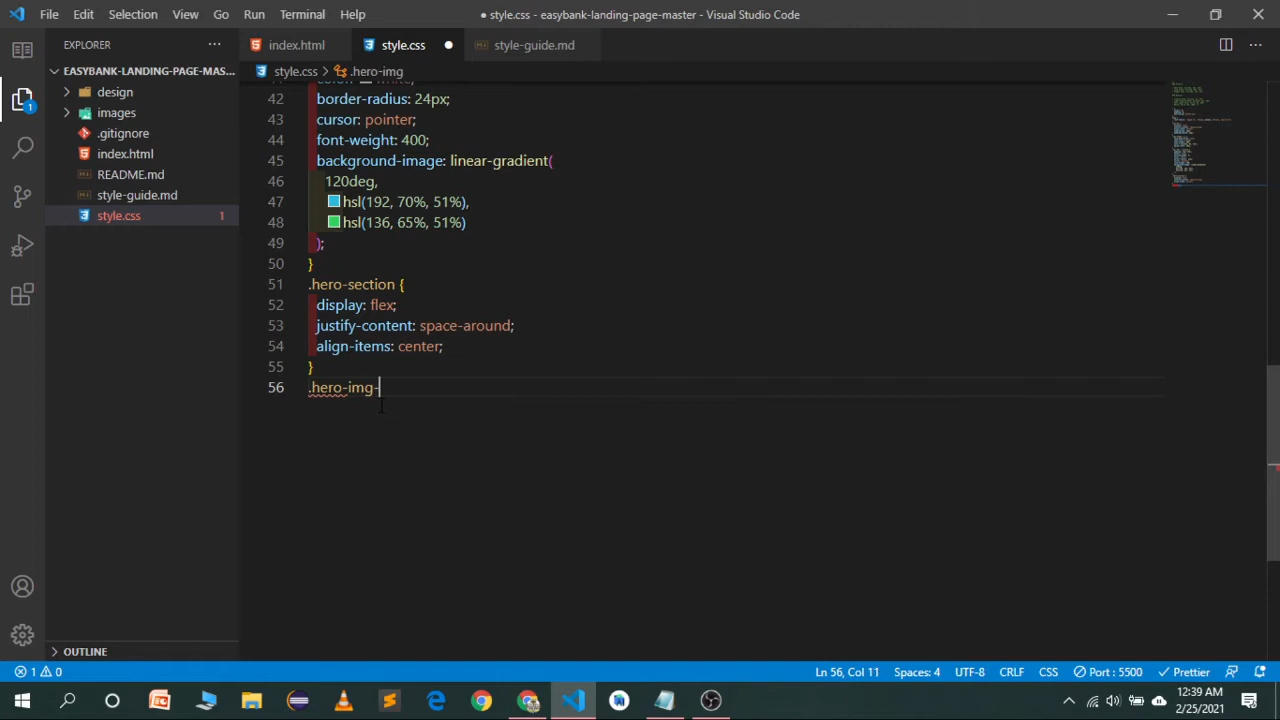 File Edit Selection View Go Run Terminal Help
● style.css - easybank-landing-page-master - Visual Studio Code
EXPLORER
index.html
style.css
style-guide.md
EASYBANK-LANDING-PAGE-MAS...
style.css > .hero-img-
design
images
.gitignore
index.html
README.md
style-guide.md
style.css 1
1
42 border-radius: 24px;
43 cursor: pointer;
44 font-weight: 400;
45 background-image: linear-gradient(
46 120deg,
47 hsl(192, 70%, 51%),
48 hsl(136, 65%, 51%)
49 );
50 }
51 .hero-section {
52 display: flex;
53 justify-content: space-around;
54 align-items: center;
55 }
56 .hero-img-
OUTLINE
1 0
Ln 56, Col 11 Spaces: 4 UTF-8 CRLF CSS Port : 5500 Prettier
12:39 AM
2/25/2021